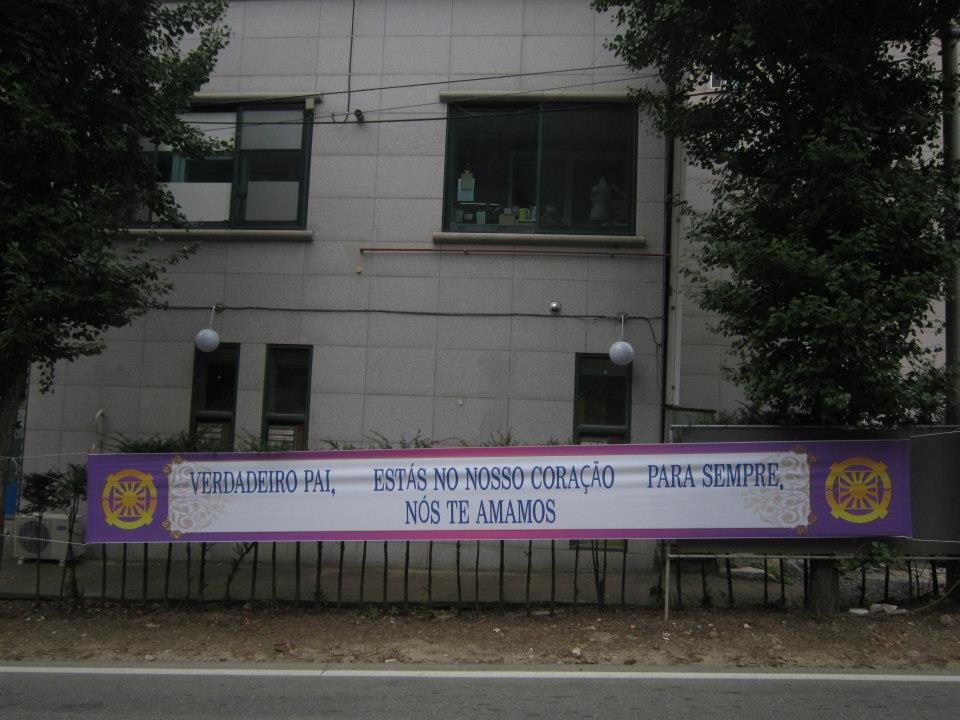 VERDADEIRO PAI, ESTÁS NO NOSSO CORAÇÃO PARA SEMPRE,
NÓS TE AMAMOS